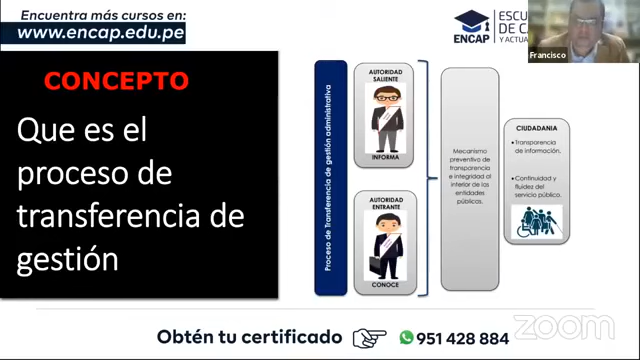 Encuentra más cursos en:
www.encap.edu.pe
ENCAP
ESCUE
DE CA
Y ACTUA
Francisco
CONCEPTO
Que es el
proceso de
transferencia de
gestión
Proceso de Transferencia de gestión administrativa
AUTORIDAD
SALIENTE
INFORMA
AUTORIDAD
ENTRANTE
CONOCE
Mecanismo
preventivo de
transparencia
e integridad al
interior de las
entidades
públicas.
CIUDADANIA
• Transparencia
de información.
• Continuidad y
fluidez del
servicio público.
Obtén tu certificado
951 428 884
zoom